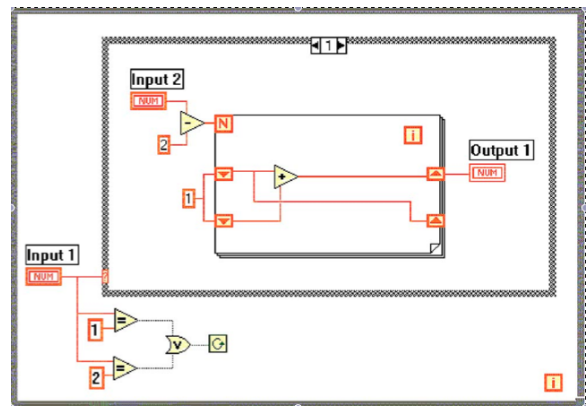 1
Input 2
NUM
-
N
2
i
+
Output 1
NUM
1
Input 1
NUM
?
=
1
V
=
2
i